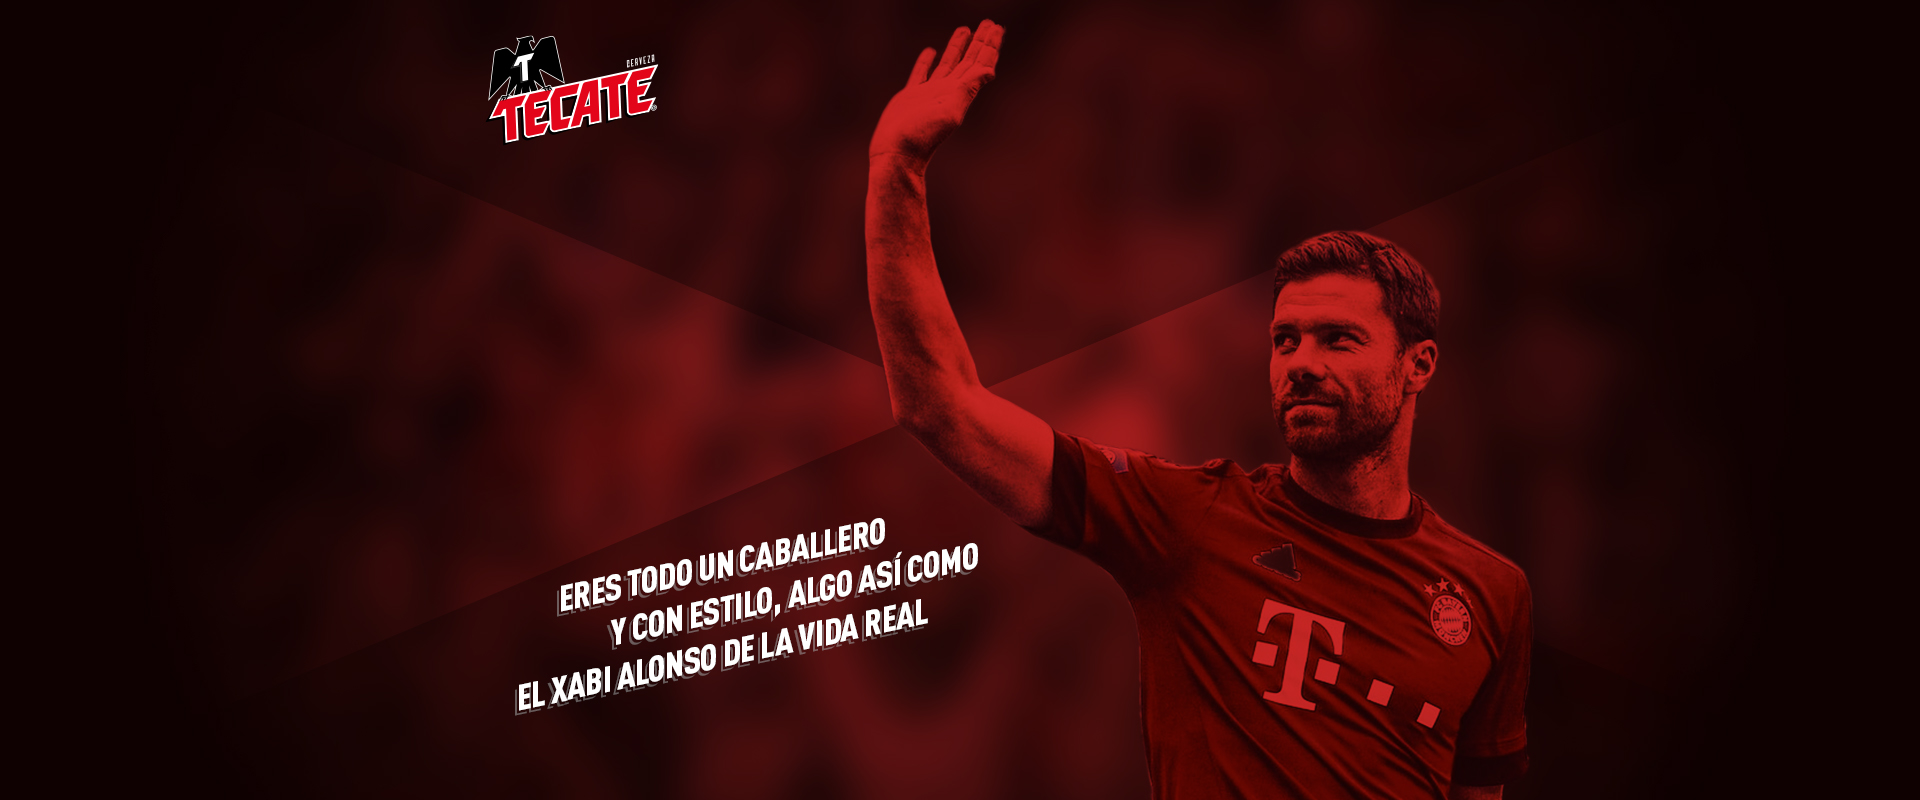 T
CERVEZA
TECATE
ERES TODO UN CABALLERO
Y CON ESTILO, ALGO ASÍ COMO
EL XABI ALONSO DE LA VIDA REAL
T